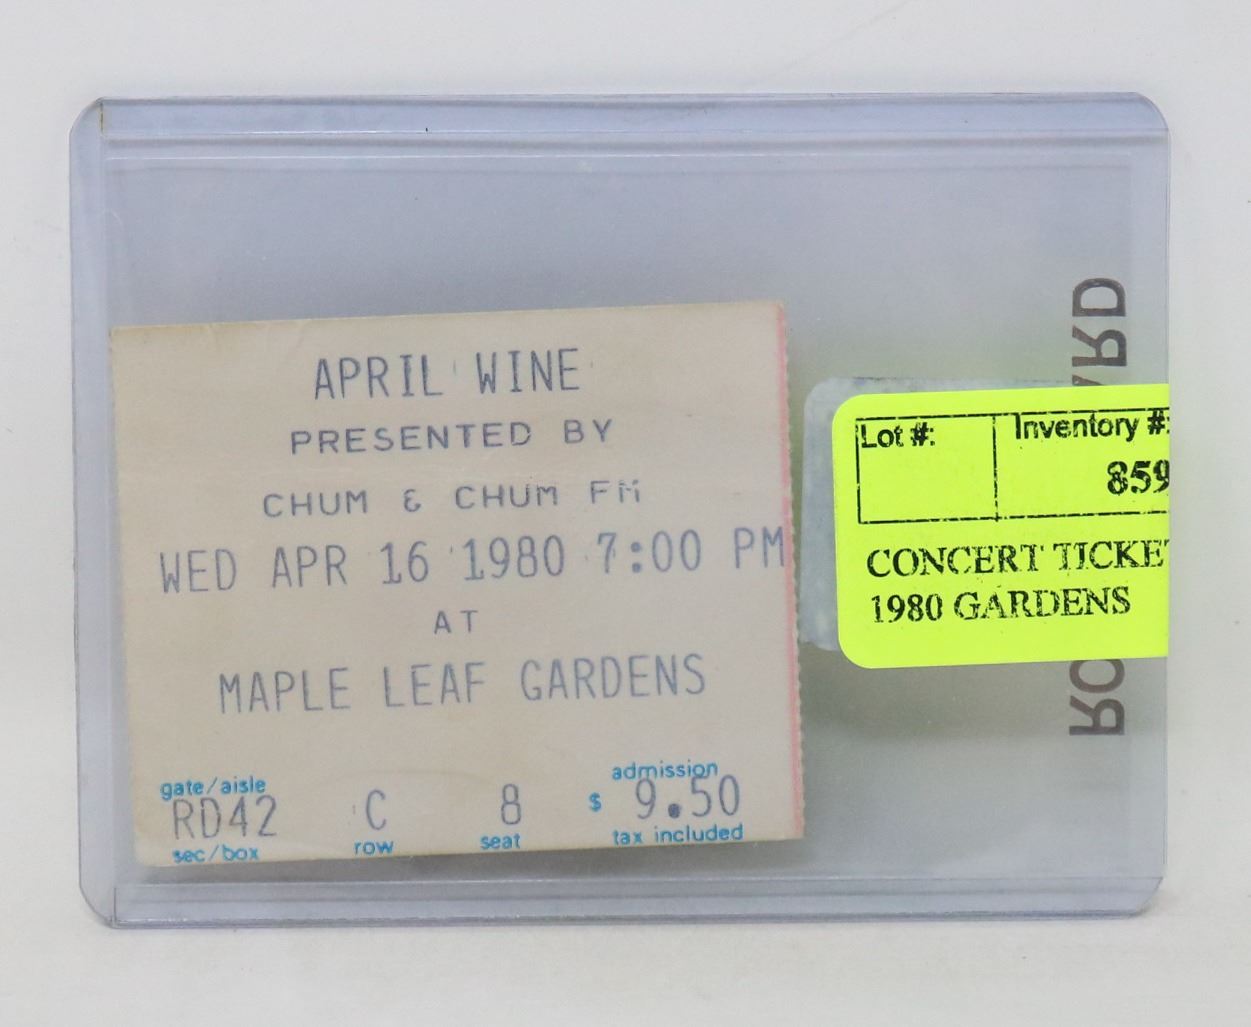 APRIL WINE
PRESENTED BY
CHUM & CHUM FM
WED APR 16 1980 7:00 PM
AT
MAPLE LEAF GARDENS
gate/aisle
admission
RD42 C 8 $ 9.50
sec/box row seat tax included
Lot #: Inventory #:
859
CONCERT TICKET
1980 GARDENS